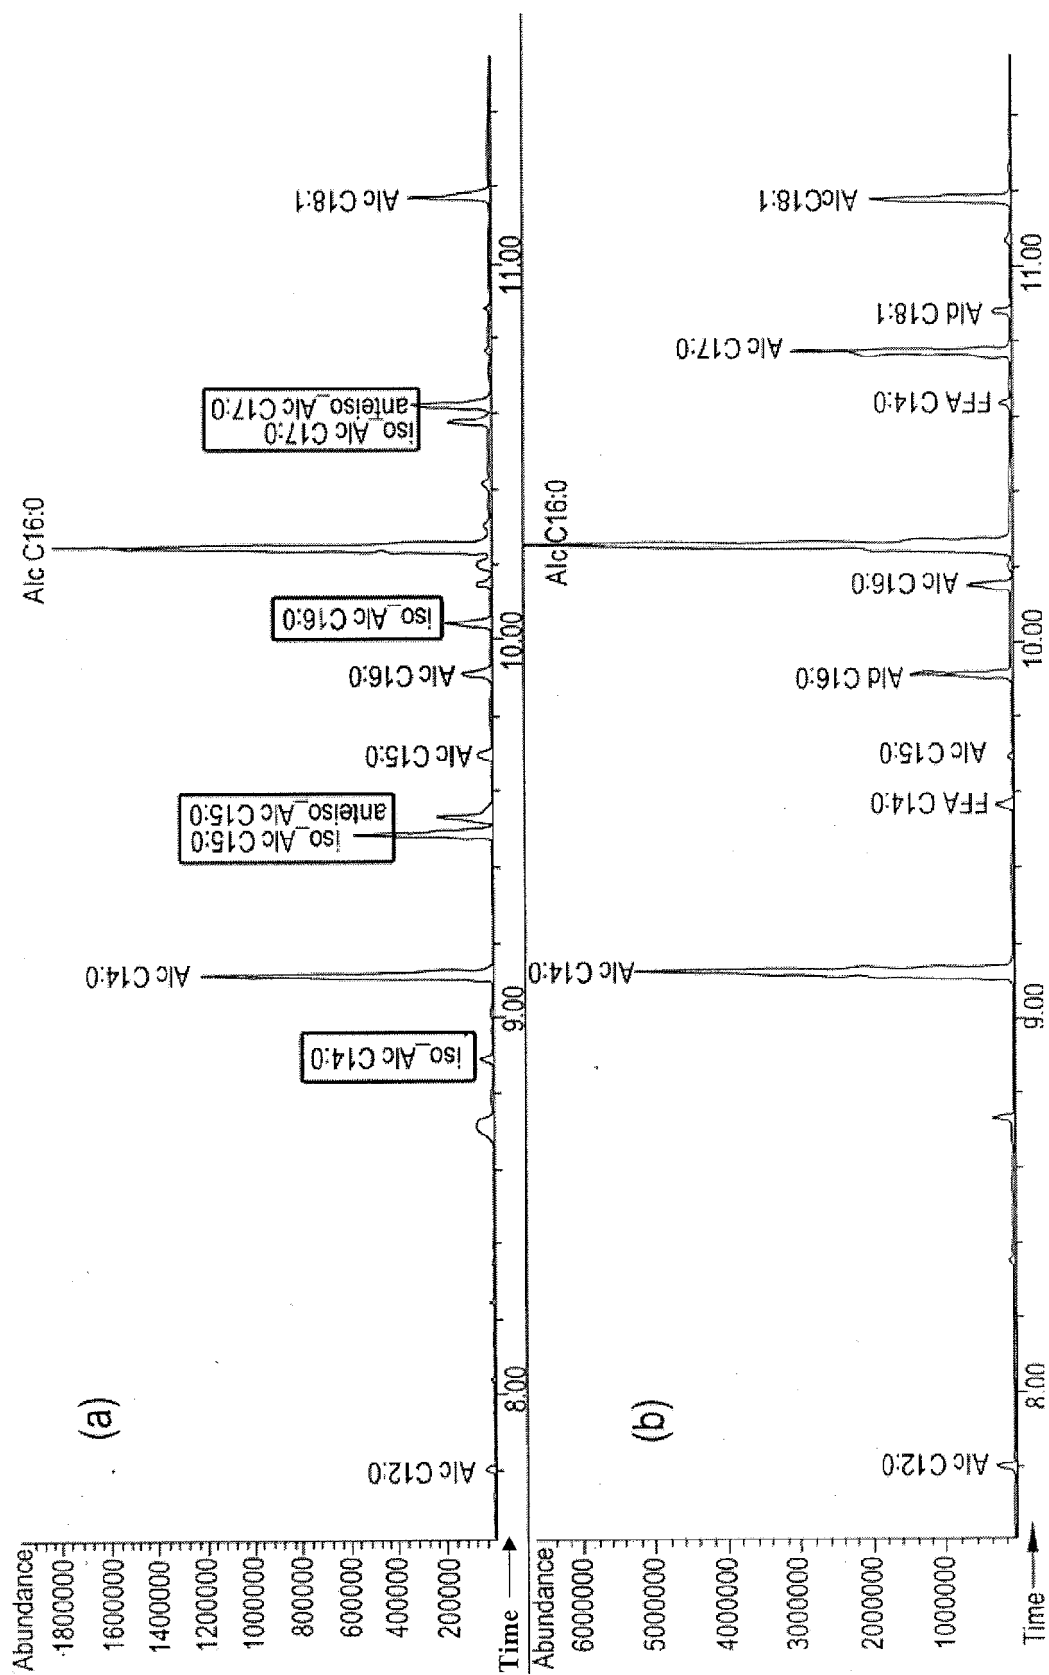 Abundance
1800000
1600000
1400000
1200000
1000000
800000
600000
400000
200000
Time
(a)
Alc C12:0
8.00
iso_Alc C14:0
9.00
Alc C14:0
iso_Alc C15:0
anteiso_Alc C15:0
Alc C15:0
Alc C16:0
10.00
iso_Alc C16:0
Alc C16:0
iso_Alc C17:0
anteiso_Alc C17:0
11.00
Alc C18:1
Abundance
6000000
5000000
4000000
3000000
2000000
1000000
Time
(b)
Alc C12:0
8.00
9.00
Alc C14:0
FFA C14:0
Alc C15:0
Ald C16:0
10.00
Alc C16:0
Alc C16:0
FFA C14:0
Alc C17:0
Ald C18:1
11.00
AlcC18:1